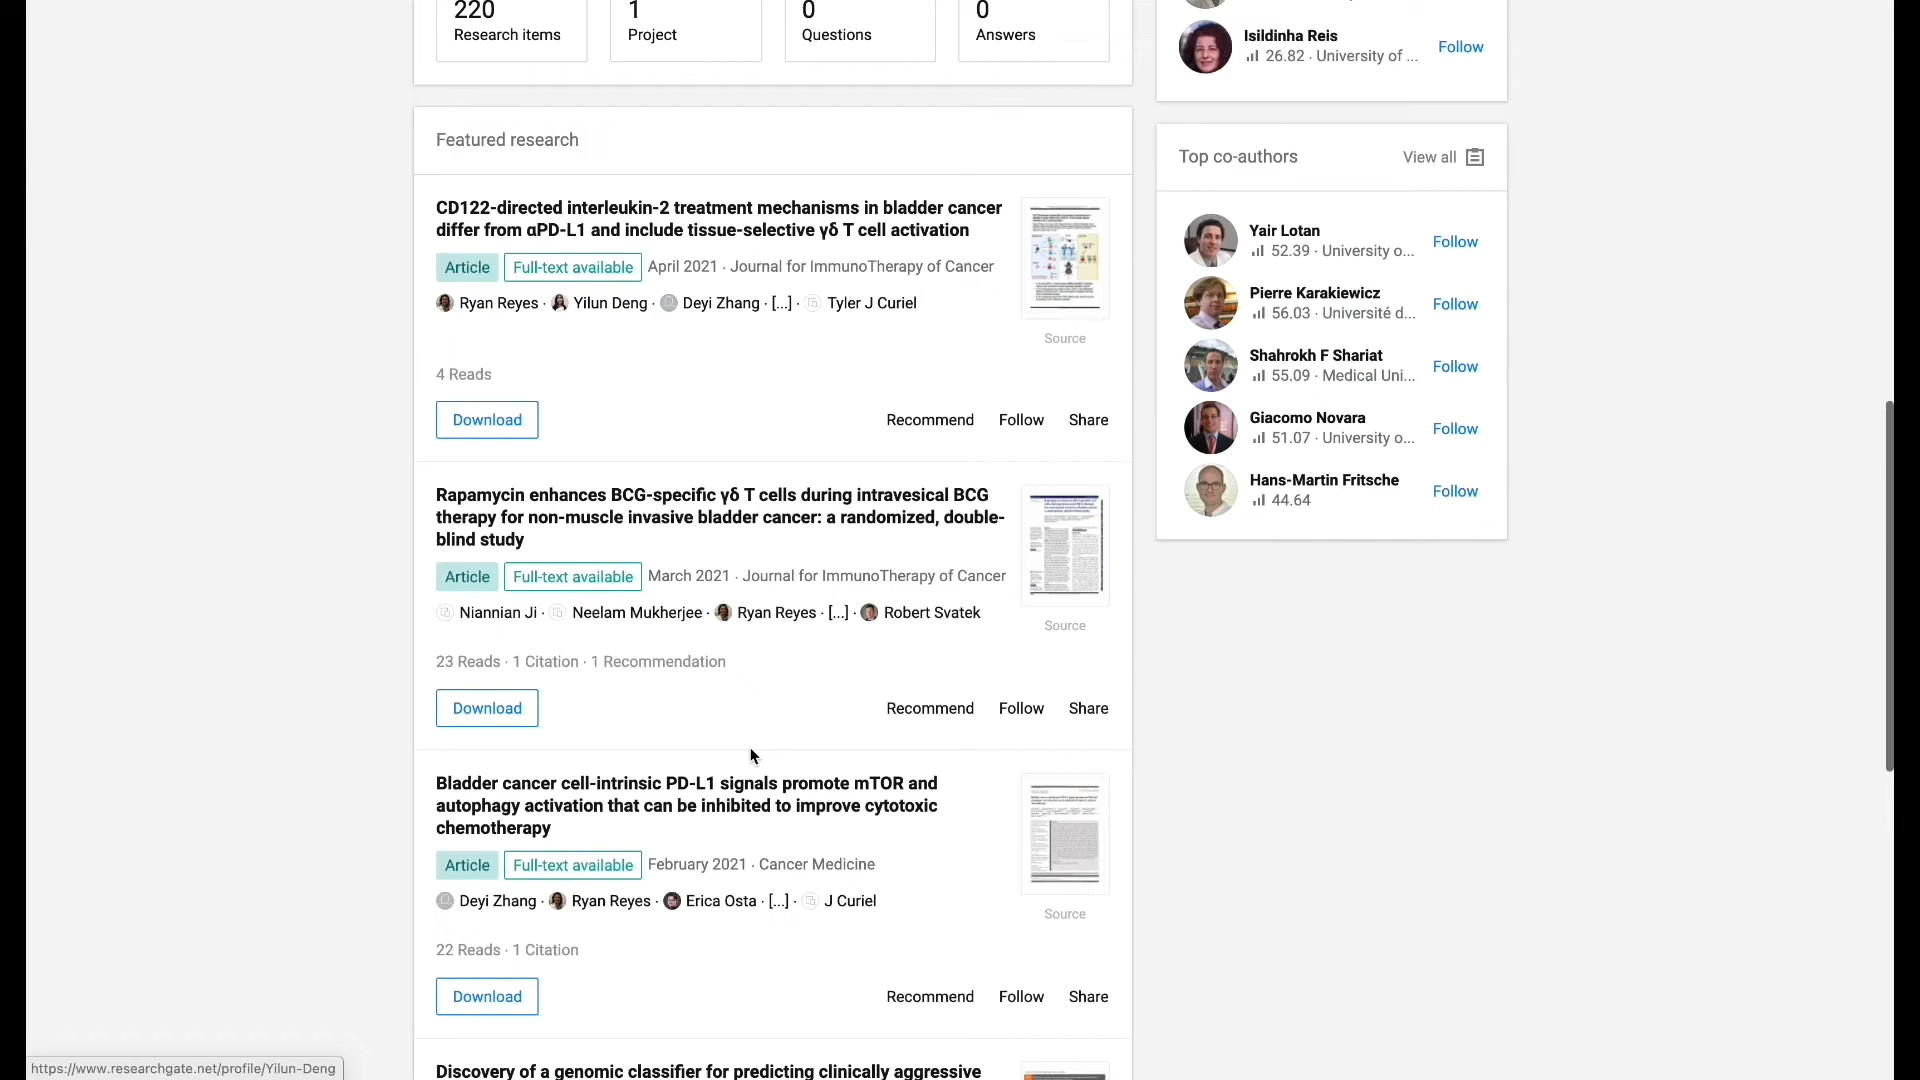 220
Research items
1
Project
0
Questions
0
Answers
Featured research
CD122-directed interleukin-2 treatment mechanisms in bladder cancer
differ from αPD-L1 and include tissue-selective γδ T cell activation
Article Full-text available April 2021 · Journal for ImmunoTherapy of Cancer
Ryan Reyes · Yilun Deng · Deyi Zhang · [...] · Tyler J Curiel
Source
4 Reads
Download Recommend Follow Share
Rapamycin enhances BCG-specific γδ T cells during intravesical BCG
therapy for non-muscle invasive bladder cancer: a randomized, double-
blind study
Article Full-text available March 2021 · Journal for ImmunoTherapy of Cancer
Niannian Ji · Neelam Mukherjee · Ryan Reyes · [...] · Robert Svatek
Source
23 Reads · 1 Citation · 1 Recommendation
Download Recommend Follow Share
Bladder cancer cell-intrinsic PD-L1 signals promote mTOR and
autophagy activation that can be inhibited to improve cytotoxic
chemotherapy
Article Full-text available February 2021 · Cancer Medicine
Deyi Zhang · Ryan Reyes · Erica Osta · [...] · J Curiel
Source
22 Reads · 1 Citation
Download Recommend Follow Share
Discovery of a genomic classifier for predicting clinically aggressive
Isildinha Reis
26.82 · University of ...
Follow
Top co-authors View all
Yair Lotan
52.39 · University o...
Follow
Pierre Karakiewicz
56.03 · Université d...
Follow
Shahrokh F Shariat
55.09 · Medical Uni...
Follow
Giacomo Novara
51.07 · University o...
Follow
Hans-Martin Fritsche
44.64
Follow
https://www.researchgate.net/profile/Yilun-Deng